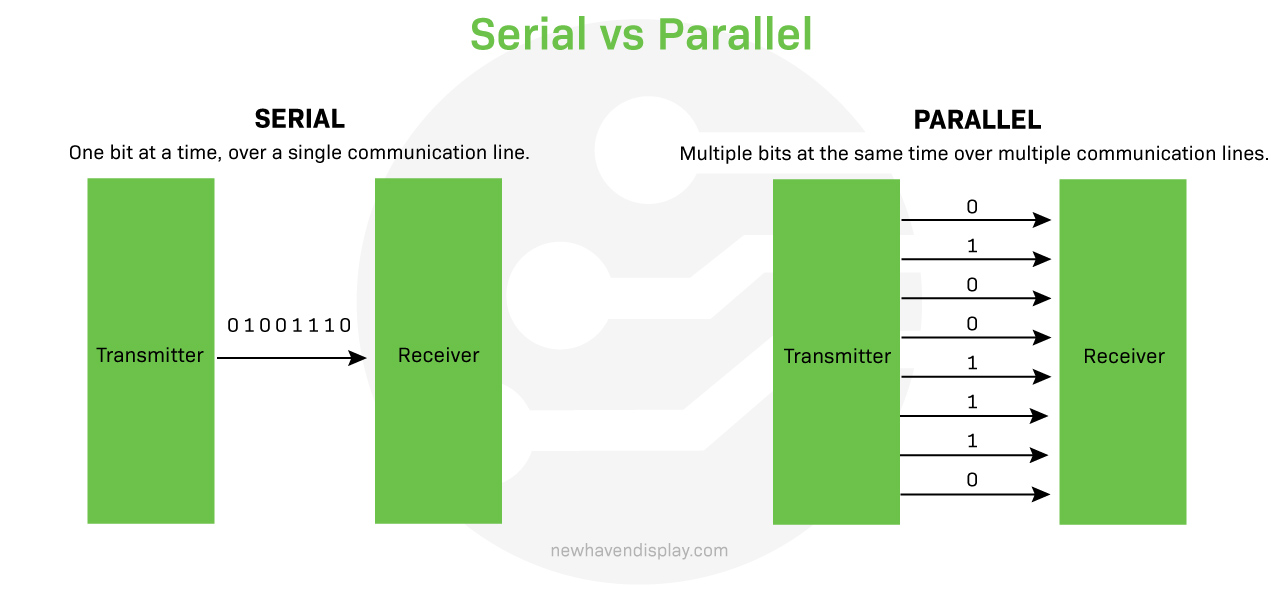 Serial vs Parallel
SERIAL
One bit at a time, over a single communication line.
Transmitter
0 1 0 0 1 1 1 0
Receiver
PARALLEL
Multiple bits at the same time over multiple communication lines.
Transmitter
0
1
0
0
1
1
1
0
Receiver
newhavendisplay.com